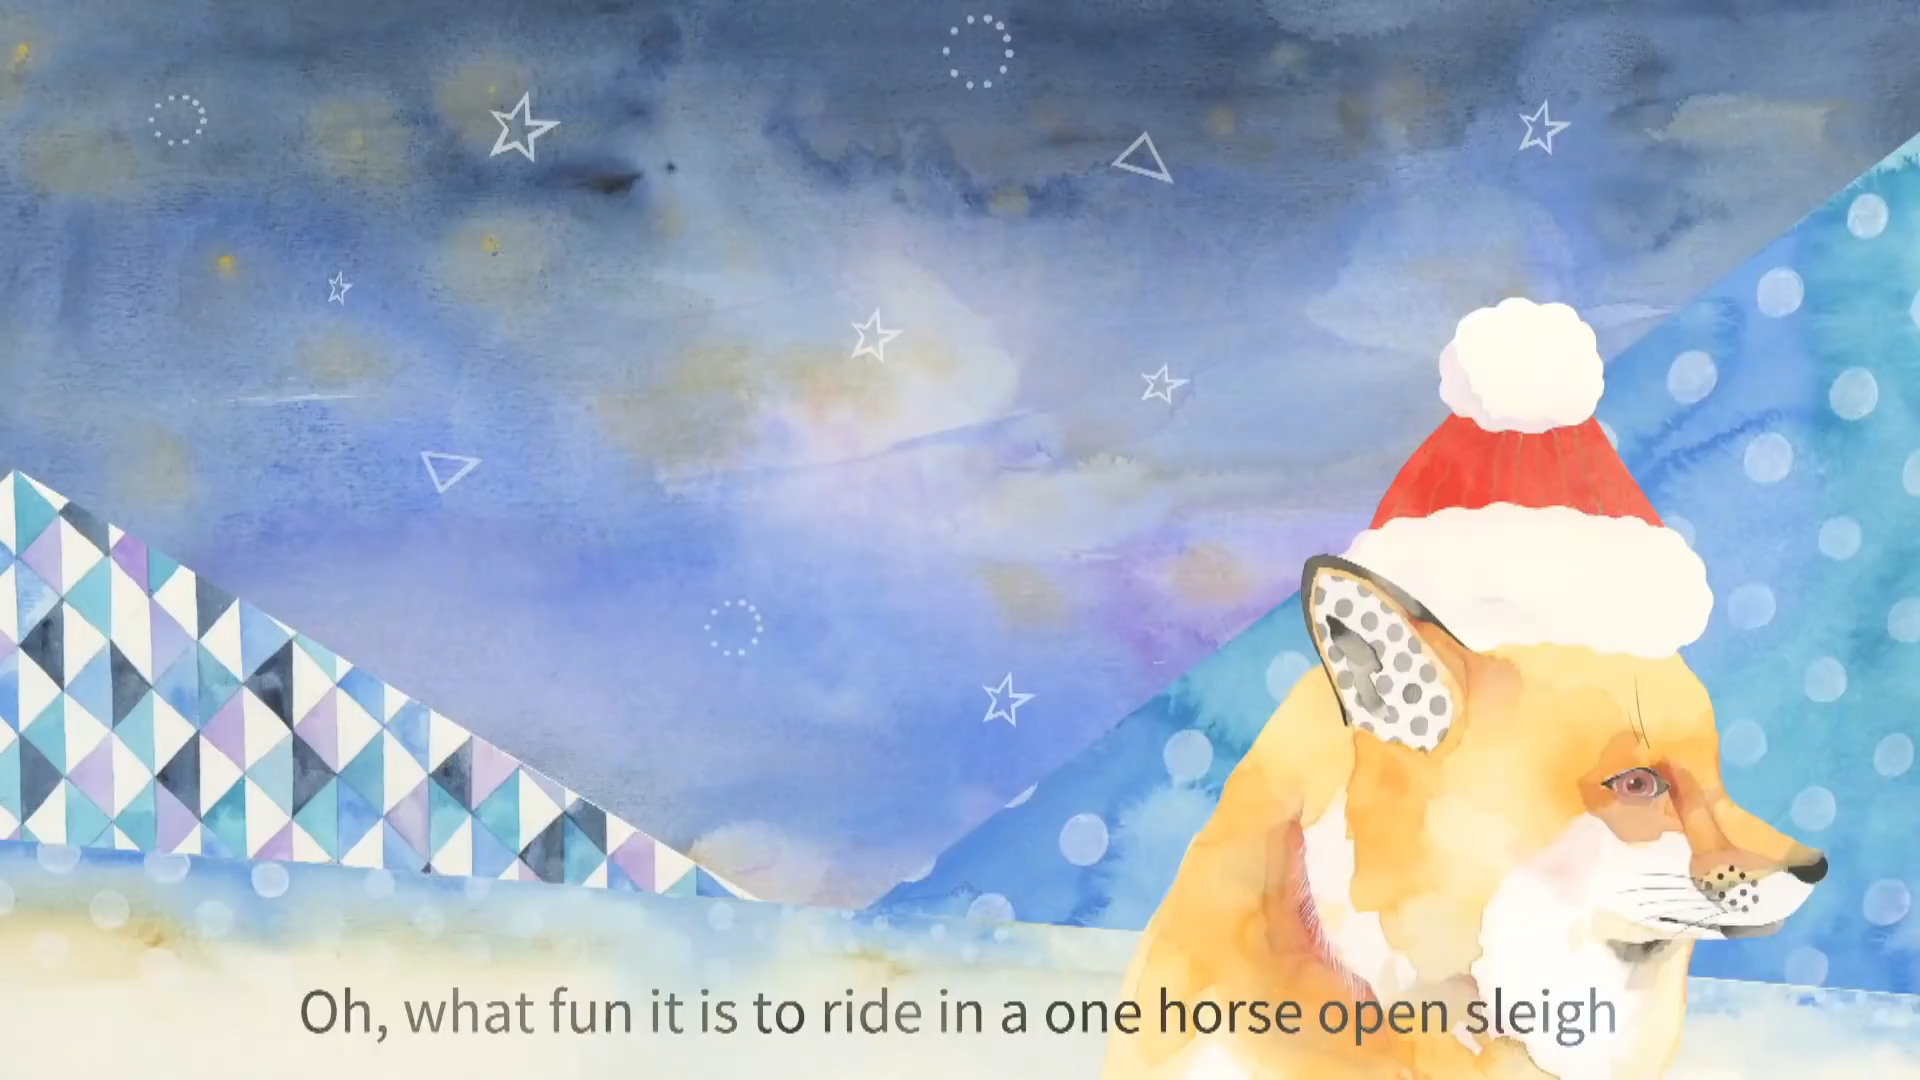 Oh, what fun it is to ride in a one horse open sleigh